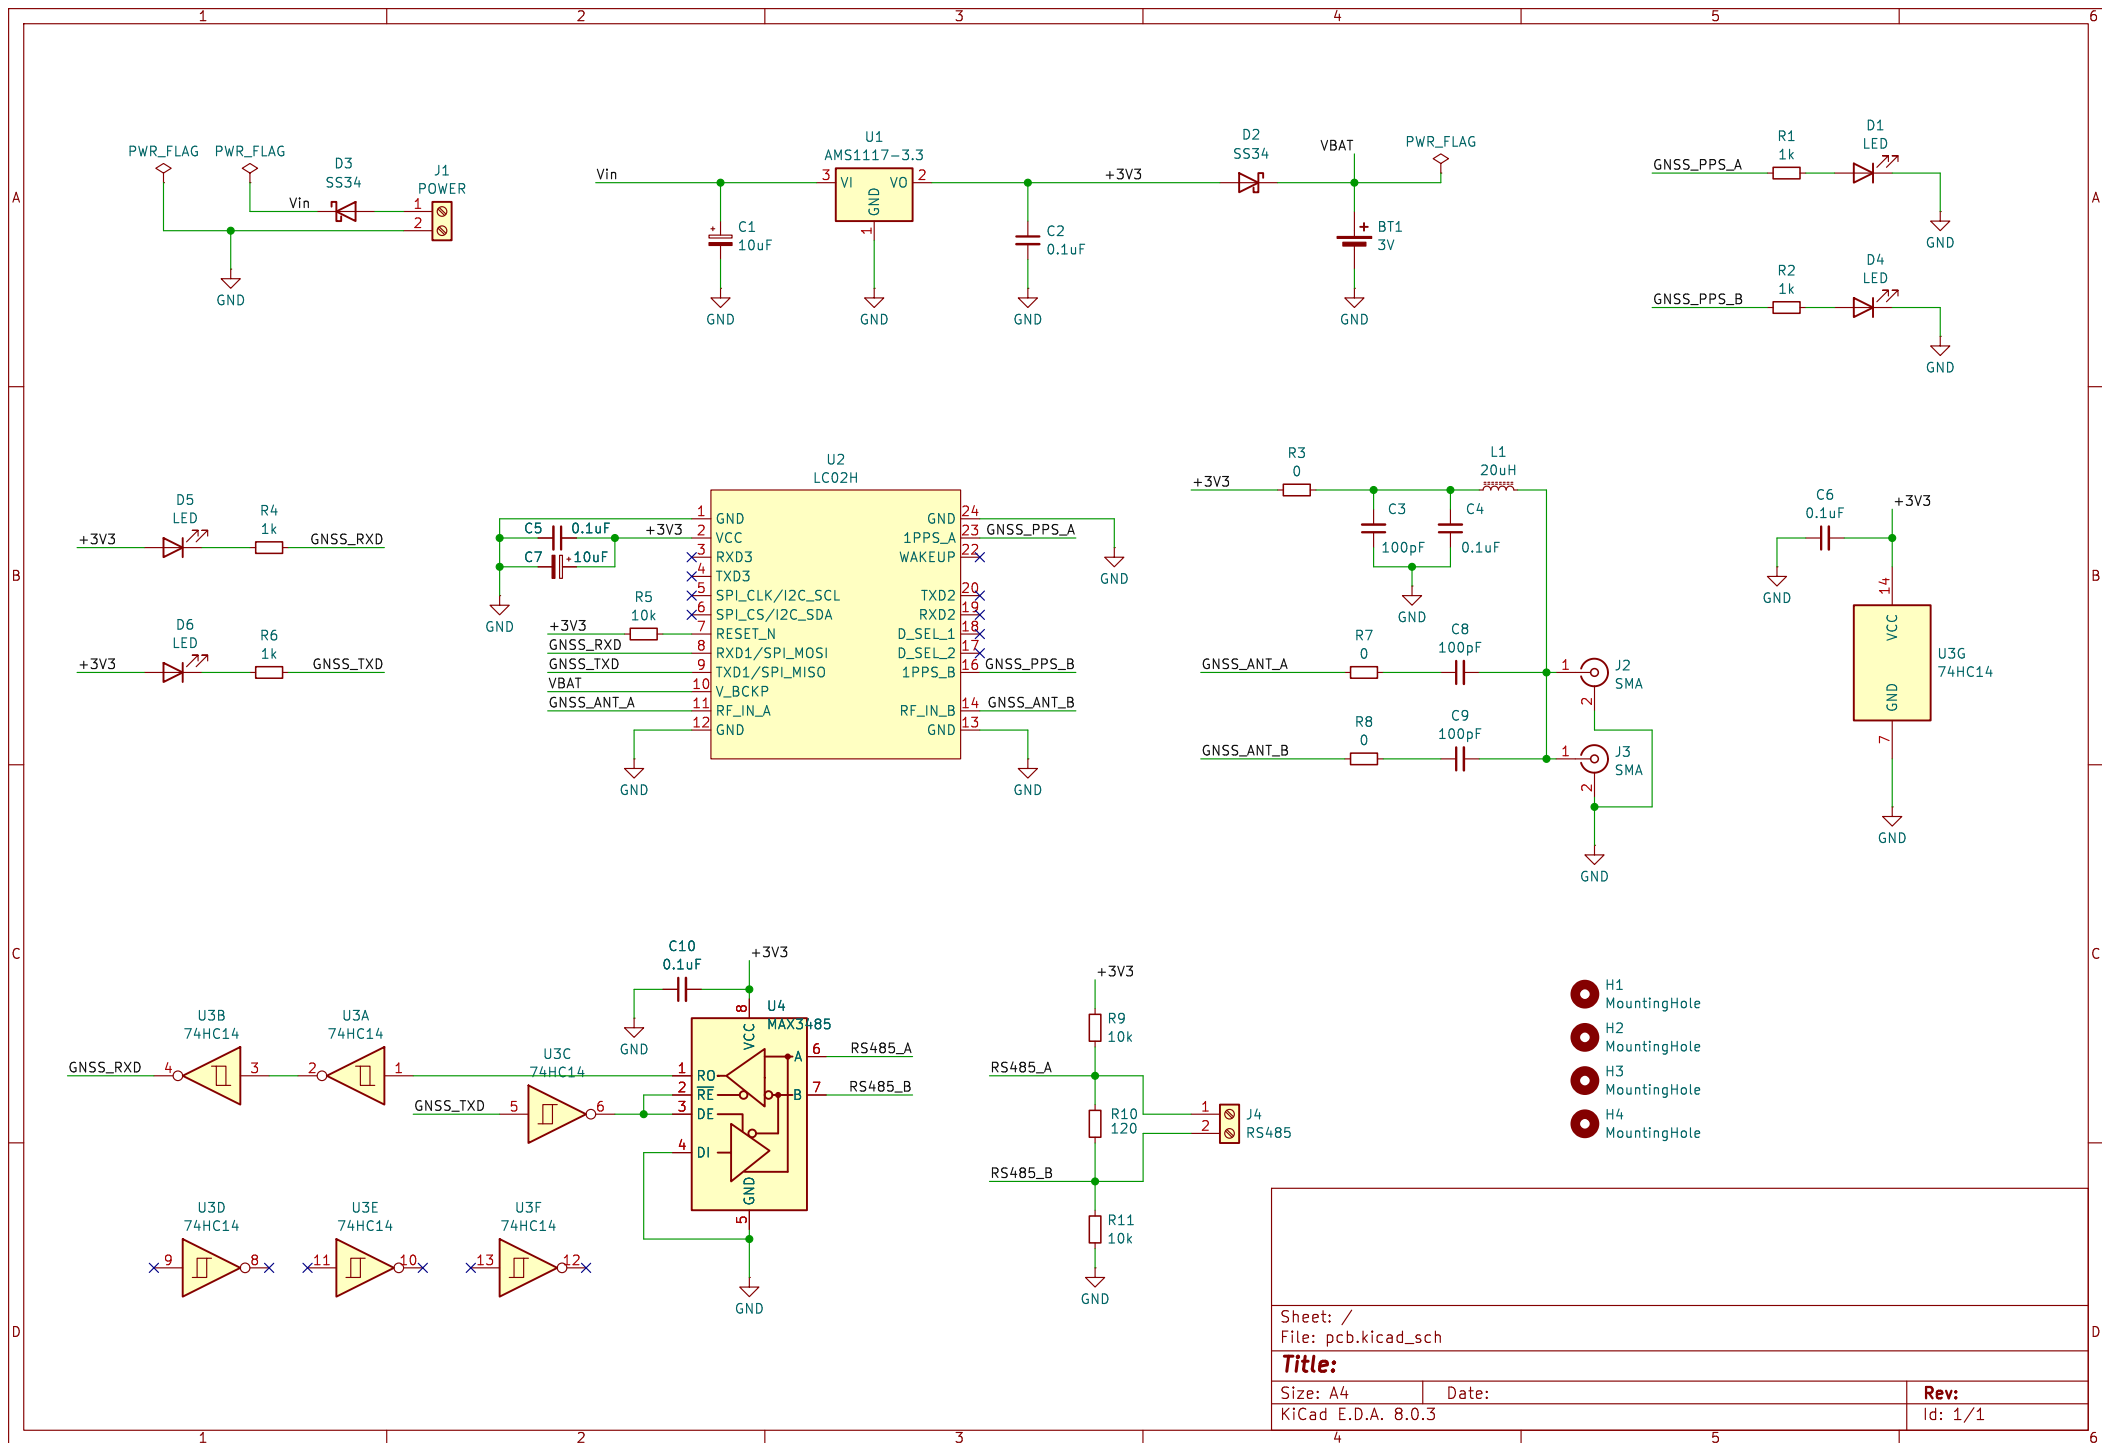 1 2 3 4 5 6
A
PWR_FLAG PWR_FLAG
D3
SS34
J1
POWER
Vin
1
2
GND
Vin
U1
AMS1117-3.3
3 VI VO 2
GND
1
C1
10uF
GND
GND
C2
0.1uF
GND
+3V3
D2
SS34
VBAT
PWR_FLAG
BT1
3V
GND
GNSS_PPS_A
R1
1k
D1
LED
GND
GNSS_PPS_B
R2
1k
D4
LED
GND
A
B
+3V3
D5
LED
R4
1k
GNSS_RXD
+3V3
D6
LED
R6
1k
GNSS_TXD
U2
LC02H
C5 0.1uF
C7 10uF
+3V3
GND
R5
10k
+3V3
GNSS_RXD
GNSS_TXD
VBAT
GNSS_ANT_A
GND
1 GND
2 VCC
3 RXD3
4 TXD3
5 SPI_CLK/I2C_SCL
6 SPI_CS/I2C_SDA
7 RESET_N
8 RXD1/SPI_MOSI
9 TXD1/SPI_MISO
10 V_BCKP
11 RF_IN_A
12 GND
GND 24
1PPS_A 23 GNSS_PPS_A
WAKEUP 22
TXD2 20
RXD2 19
D_SEL_1 18
D_SEL_2 17
1PPS_B 16 GNSS_PPS_B
RF_IN_B 14 GNSS_ANT_B
GND 13
GND
GND
+3V3
R3
0
L1
20uH
C3
100pF
C4
0.1uF
GND
GNSS_ANT_A
R7
0
C8
100pF
1
J2
SMA
2
GNSS_ANT_B
R8
0
C9
100pF
1
J3
SMA
2
GND
C6
0.1uF
+3V3
GND
14
VCC
U3G
74HC14
GND
7
GND
B
C
U3B
74HC14
GNSS_RXD 4 3
U3A
74HC14
2 1
U3C
74HC14
GNSS_TXD 5 6
C10
0.1uF
+3V3
GND
8
VCC
U4
MAX3485
1 RO
2 RE
3 DE
4 DI
A 6 RS485_A
B 7 RS485_B
GND
5
GND
+3V3
R9
10k
RS485_A
R10
120
RS485_B
R11
10k
GND
1
2
J4
RS485
H1
MountingHole
H2
MountingHole
H3
MountingHole
H4
MountingHole
C
D
U3D
74HC14
9 8
U3E
74HC14
11 10
U3F
74HC14
13 12
Sheet: /
File: pcb.kicad_sch
Title:
Size: A4 Date: Rev:
KiCad E.D.A. 8.0.3 Id: 1/1
D
1 2 3 4 5 6